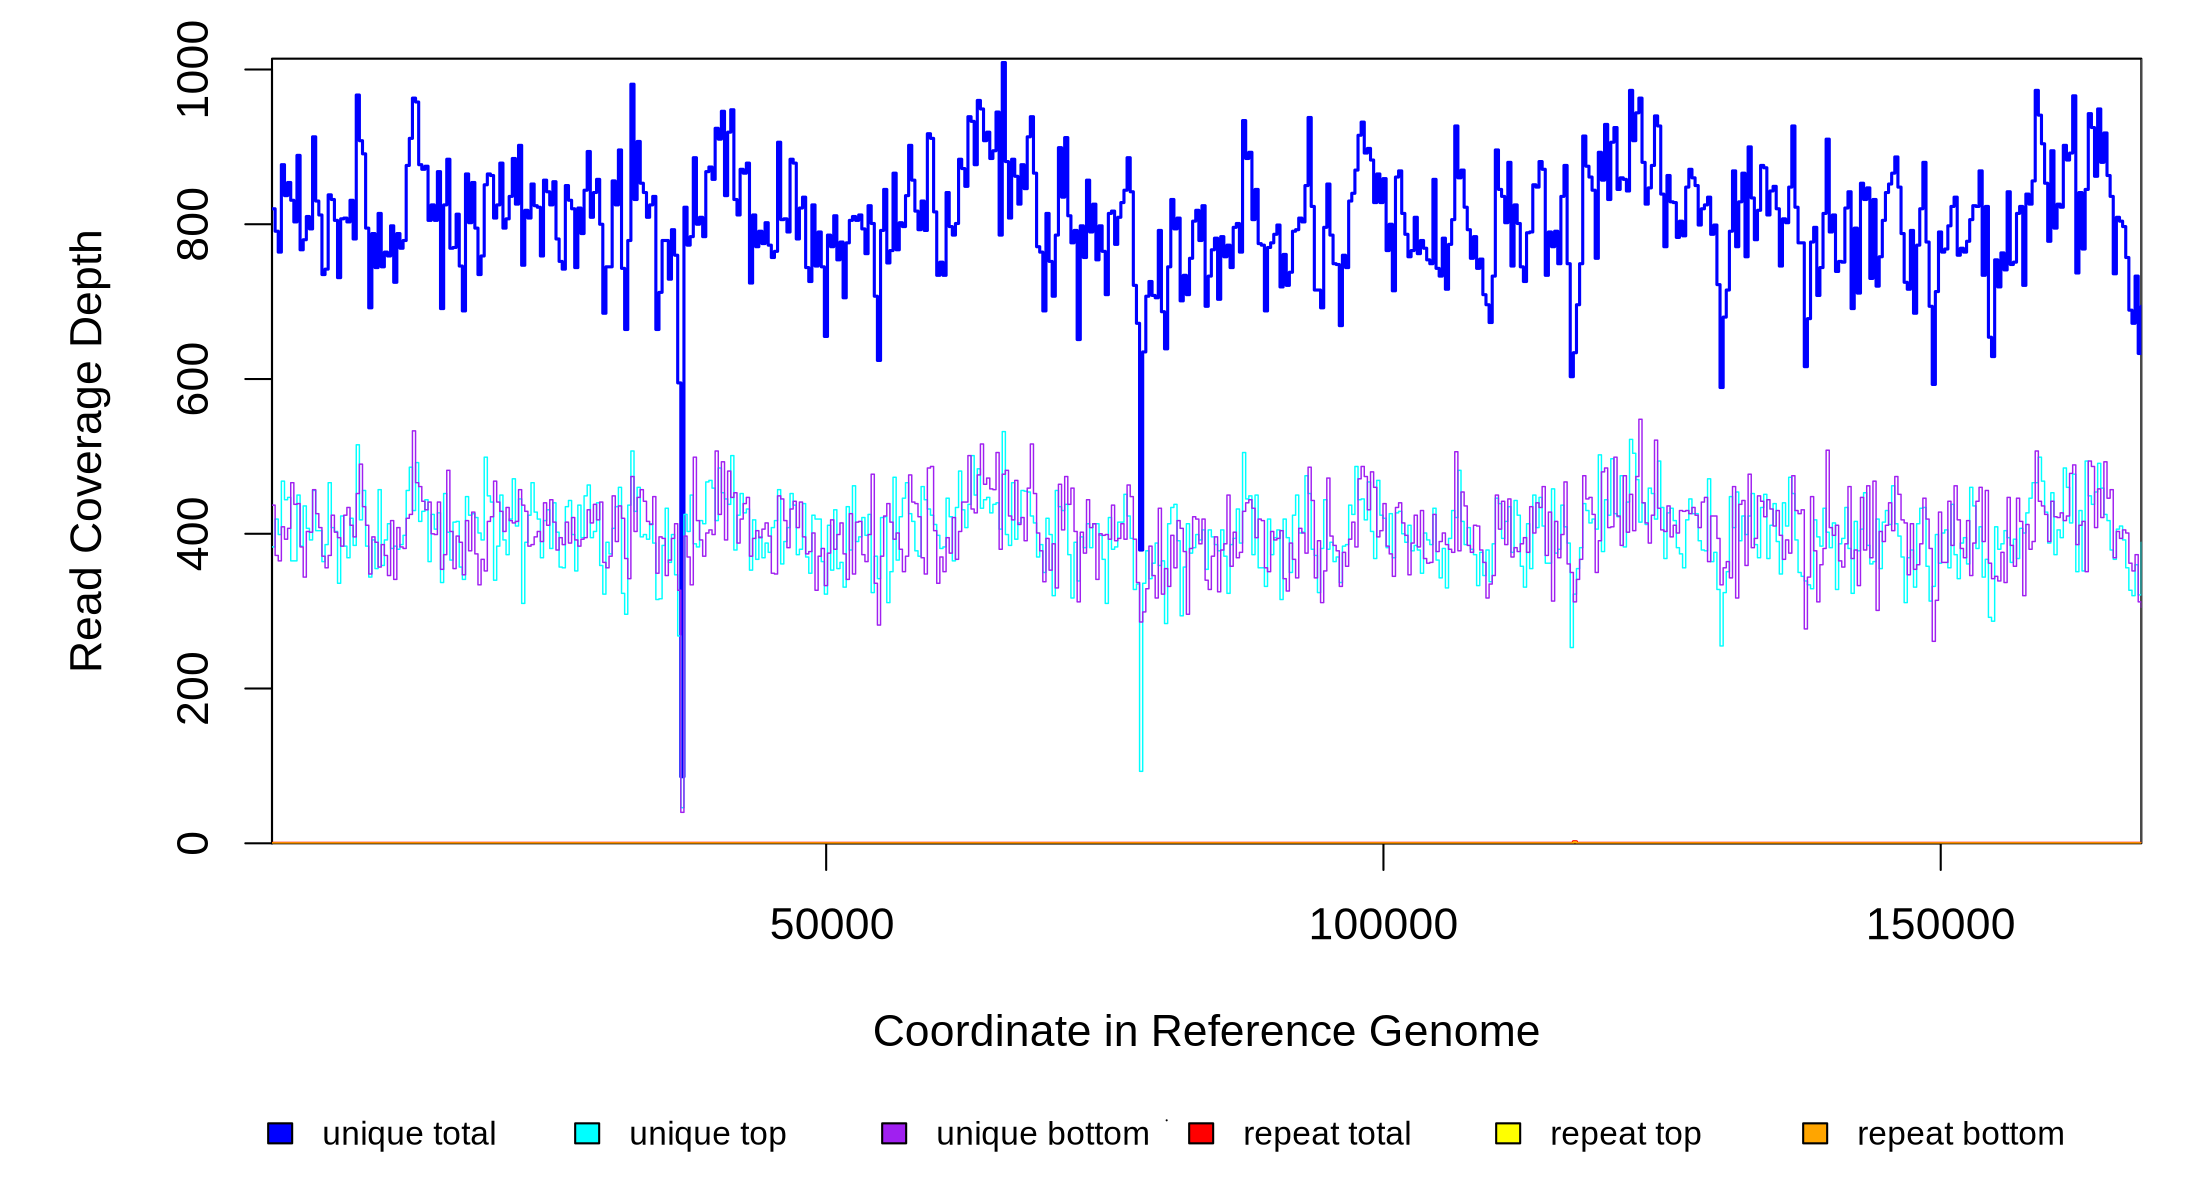 1000
800
600
400
200
0
Read Coverage Depth
50000 100000 150000
Coordinate in Reference Genome
unique total unique top unique bottom repeat total repeat top repeat bottom